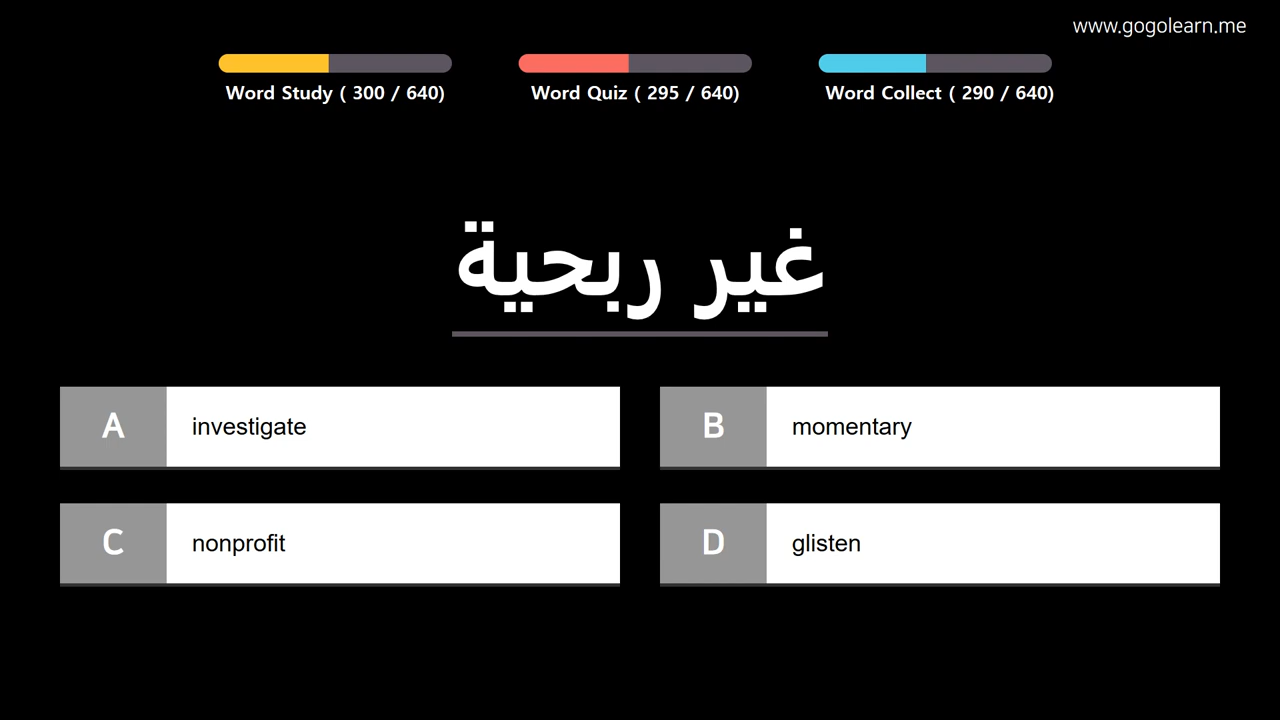 www.gogolearn.me
Word Study ( 300 / 640)
Word Quiz ( 295 / 640)
Word Collect ( 290 / 640)
غير ربحية
A investigate
B momentary
C nonprofit
D glisten